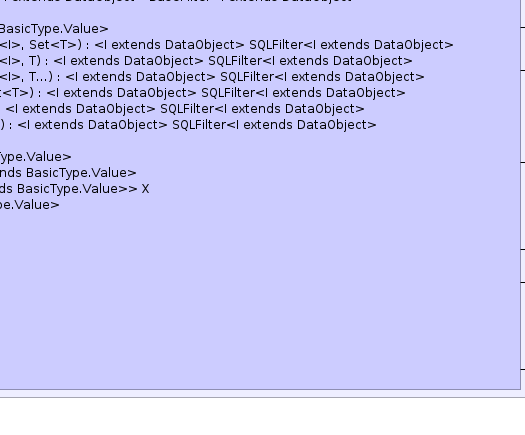 BasicType.Value>
<I>, Set<T>) : <I extends DataObject> SQLFilter<I extends DataObject>
<I>, T) : <I extends DataObject> SQLFilter<I extends DataObject>
<I>, T...) : <I extends DataObject> SQLFilter<I extends DataObject>
t<T>) : <I extends DataObject> SQLFilter<I extends DataObject>
<I extends DataObject> SQLFilter<I extends DataObject>
) : <I extends DataObject> SQLFilter<I extends DataObject>
Type.Value>
nds BasicType.Value>
ds BasicType.Value>> X
pe.Value>